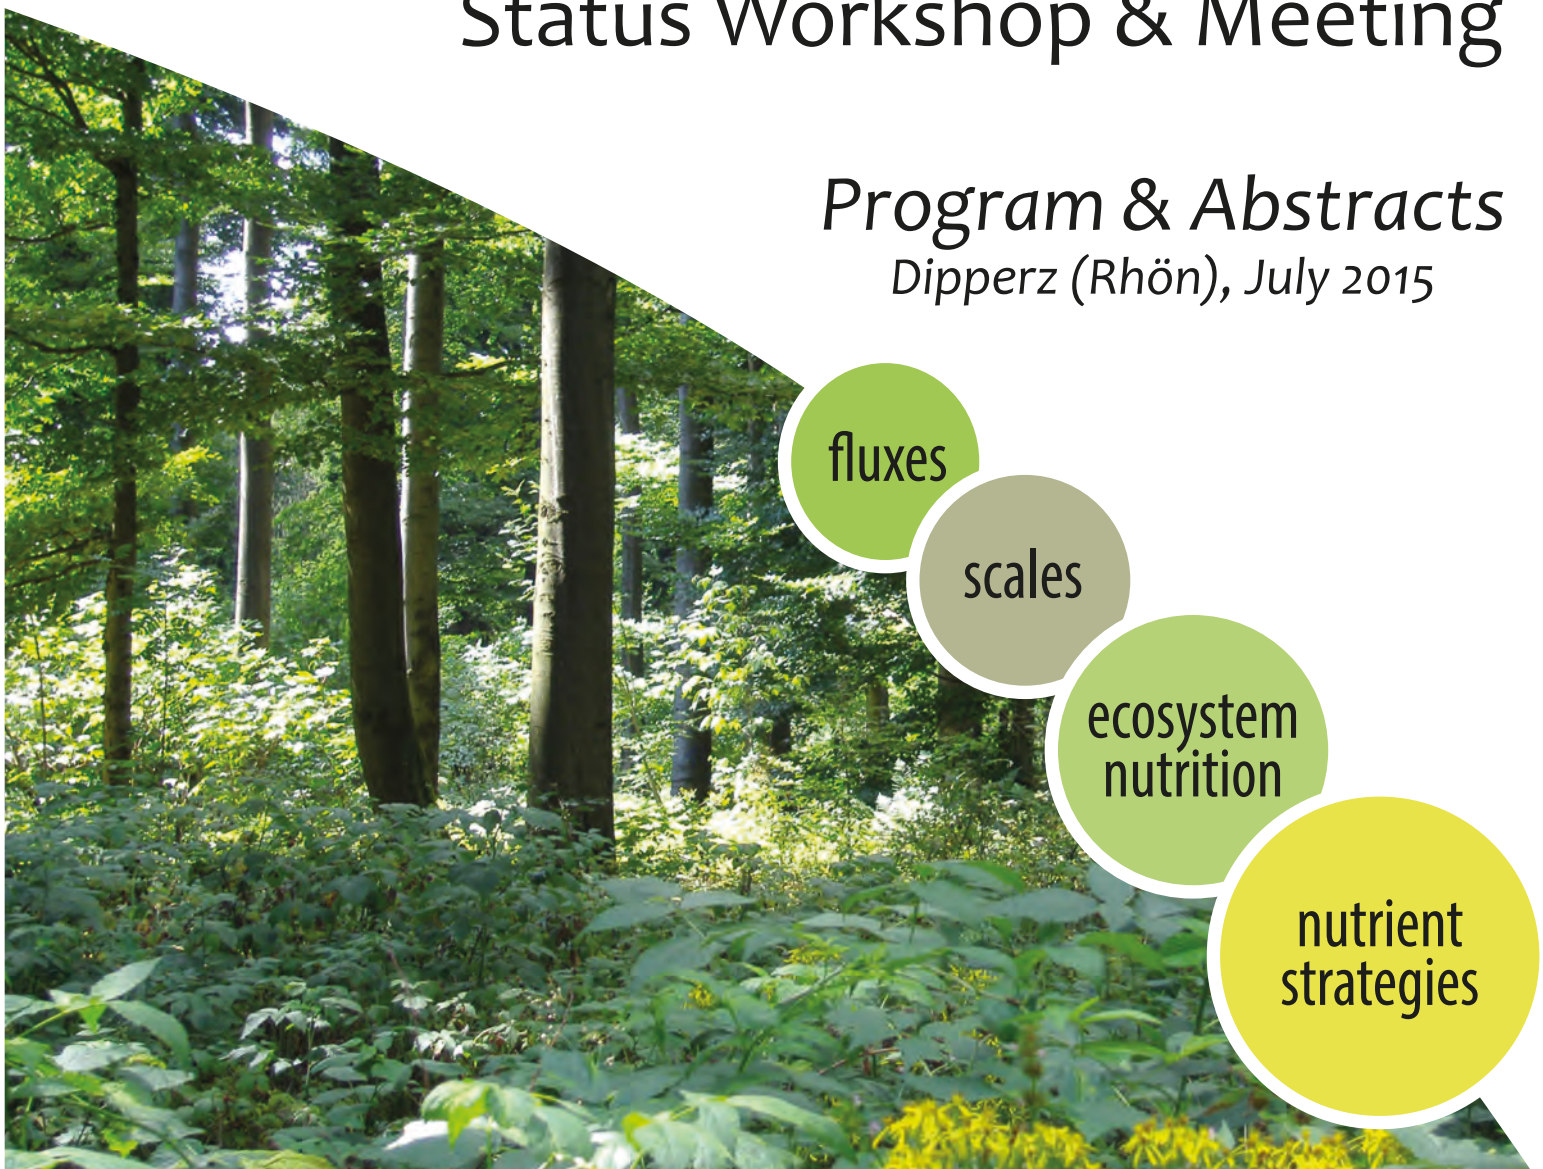 Status Workshop & Meeting
Program & Abstracts
Dipperz (Rhön), July 2015
fluxes
scales
ecosystem
nutrition
nutrient
strategies